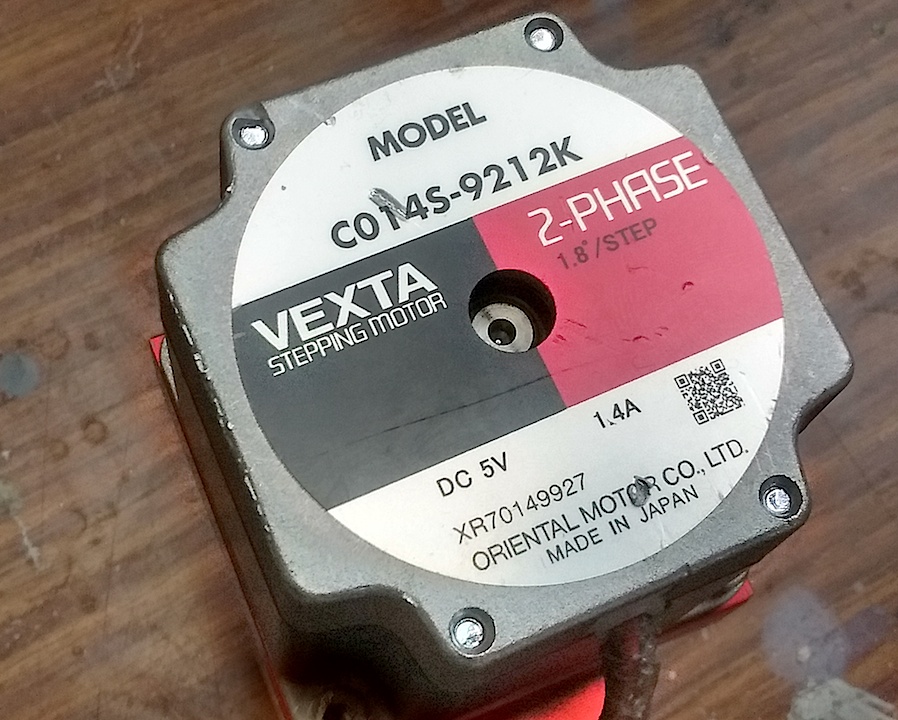 MODEL
C014S-9212K
2-PHASE
1.8°/STEP
VEXTA
STEPPING MOTOR
DC 5V 1.4A
XR70149927
ORIENTAL MOTOR CO., LTD.
MADE IN JAPAN